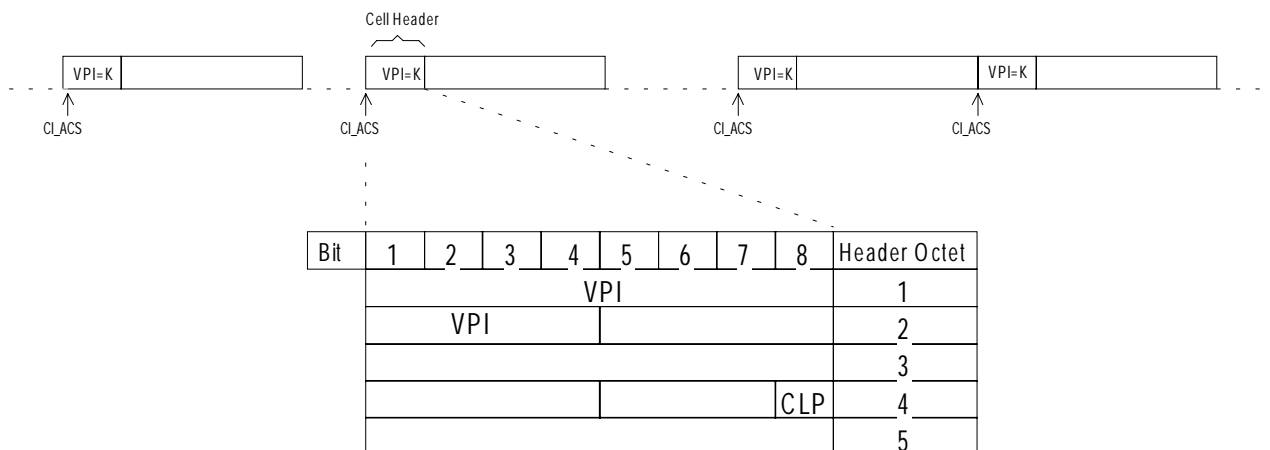 Cell Header
VPI=K VPI=K VPI=K VPI=K
CI_ACS CI_ACS CI_ACS CI_ACS
Bit 1 2 3 4 5 6 7 8 Header Octet
VPI 1
VPI 2
3
CLP 4
5